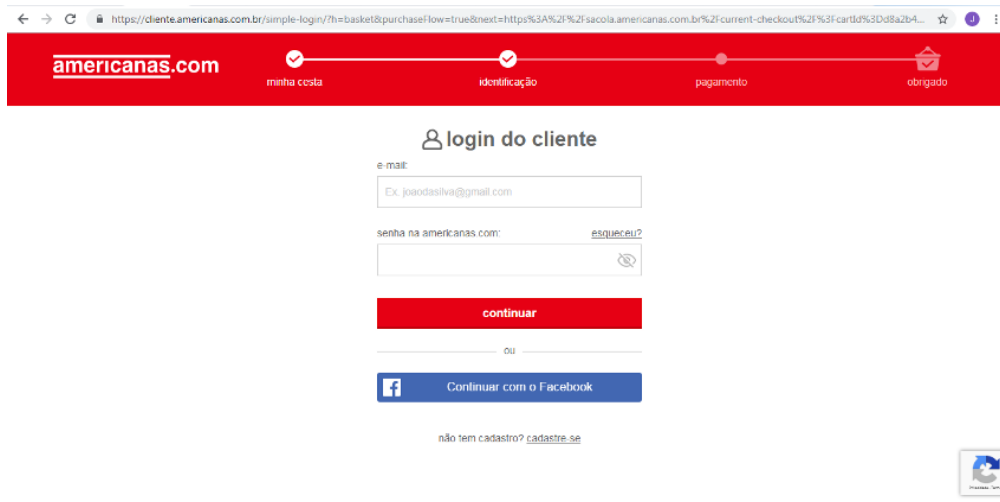 https://cliente.americanas.com.br/simple-login/?h=basket&purchaseFlow=true&next=https%3A%2F%2Fsacola.americanas.com.br%2Fcurrent-checkout%2F%3FcartId%3Dd8a2b4...
J
americanas.com
minha cesta
identificação
pagamento
obrigado
login do cliente
e-mail:
Ex. joaodasilva@gmail.com
senha na americanas.com:
esqueceu?
continuar
ou
Continuar com o Facebook
não tem cadastro? cadastre-se